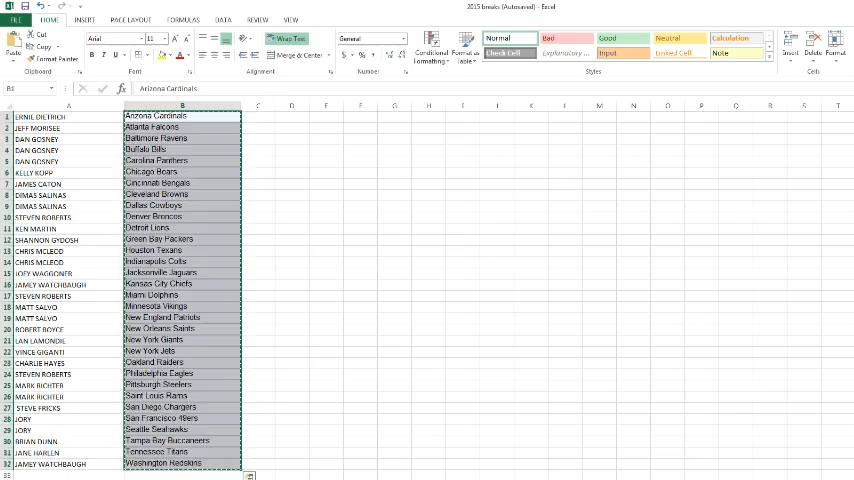 2015 breaks (Autosaved) - Excel
FILE HOME INSERT PAGE LAYOUT FORMULAS DATA REVIEW VIEW
Cut
Copy
Format Painter
Paste
Arial 11
B I U
Wrap Text
Merge & Center
General
$ % ,
Conditional Formatting
Format as Table
Normal Bad Good Neutral Calculation
Check Cell Explanatory ... Input Linked Cell Note
Insert Delete Format
Clipboard Font Alignment Number Styles Cells
B1 fx Arizona Cardinals
A B C D E F G H I J K L M N O P Q R S T
1 ERNIE DIETRICH Arizona Cardinals
2 JEFF MORISEE Atlanta Falcons
3 DAN GOSNEY Baltimore Ravens
4 DAN GOSNEY Buffalo Bills
5 DAN GOSNEY Carolina Panthers
6 KELLY KOPP Chicago Bears
7 JAMES CATON Cincinnati Bengals
8 DIMAS SALINAS Cleveland Browns
9 DIMAS SALINAS Dallas Cowboys
10 STEVEN ROBERTS Denver Broncos
11 KEN MARTIN Detroit Lions
12 SHANNON GYDOSH Green Bay Packers
13 CHRIS MCLEOD Houston Texans
14 CHRIS MCLEOD Indianapolis Colts
15 JOEY WAGGONER Jacksonville Jaguars
16 JAMEY WATCHBAUGH Kansas City Chiefs
17 STEVEN ROBERTS Miami Dolphins
18 MATT SALVO Minnesota Vikings
19 MATT SALVO New England Patriots
20 ROBERT BOYCE New Orleans Saints
21 LAN LAMONDIE New York Giants
22 VINCE GIGANTI New York Jets
23 CHARLIE HAYES Oakland Raiders
24 STEVEN ROBERTS Philadelphia Eagles
25 MARK RICHTER Pittsburgh Steelers
26 MARK RICHTER Saint Louis Rams
27 STEVE FRICKS San Diego Chargers
28 JORY San Francisco 49ers
29 JORY Seattle Seahawks
30 BRIAN DUNN Tampa Bay Buccaneers
31 JANE HARLEN Tennessee Titans
32 JAMEY WATCHBAUGH Washington Redskins
33